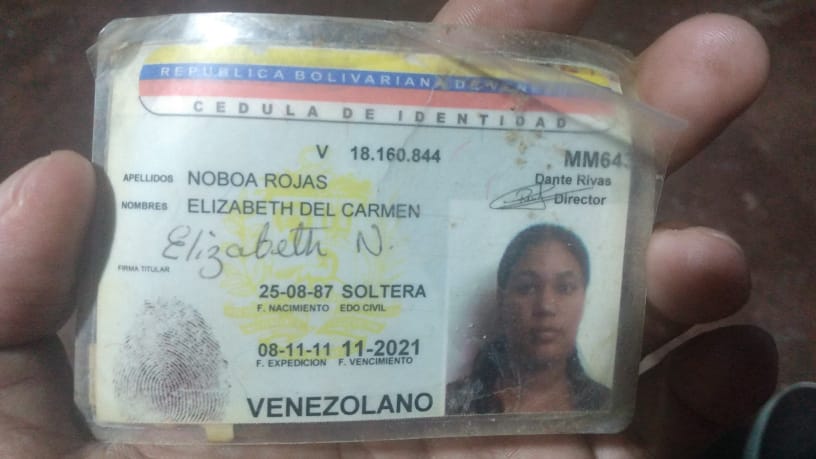 REPUBLICA BOLIVARIANA DE VENEZ
CEDULA DE IDENTIDAD
V 18.160.844
MM643
APELLIDOS NOBOA ROJAS
Dante Rivas
Director
NOMBRES ELIZABETH DEL CARMEN
Elizabeth N.
FIRMA TITULAR
25-08-87 SOLTERA
F. NACIMIENTO EDO CIVIL
08-11-11 11-2021
F. EXPEDICION F. VENCIMIENTO
VENEZOLANO